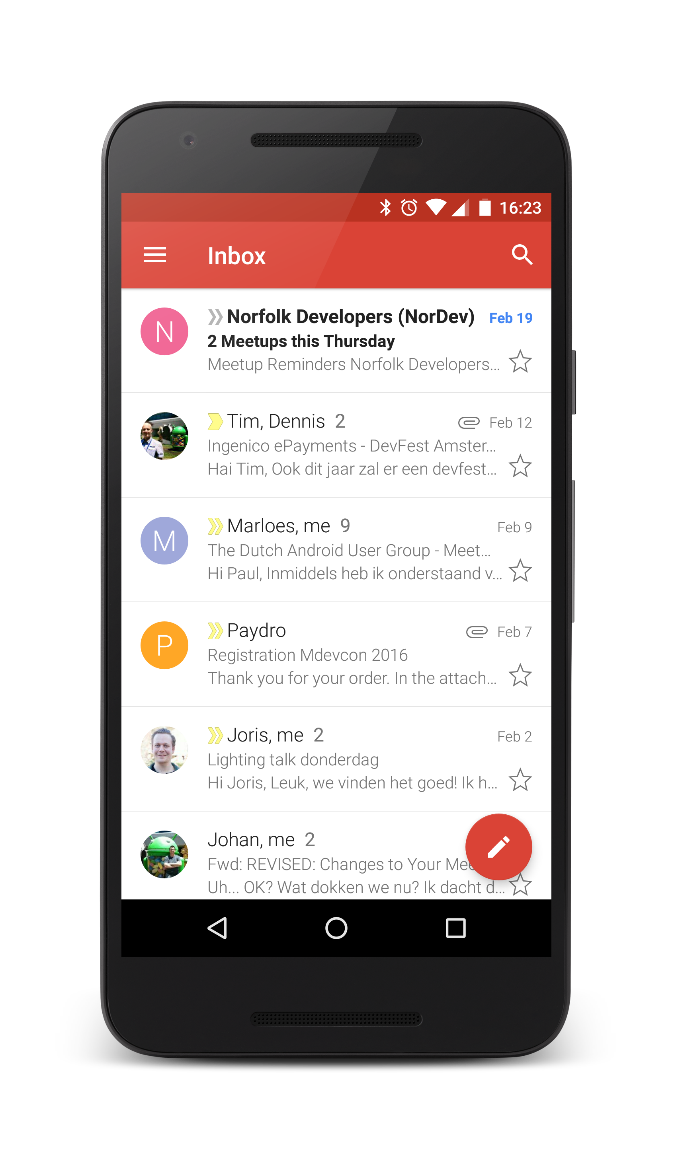 16:23
Inbox
N
Norfolk Developers (NorDev) Feb 19
2 Meetups this Thursday
Meetup Reminders Norfolk Developers...
Tim, Dennis 2 Feb 12
Ingenico ePayments - DevFest Amster...
Hai Tim, Ook dit jaar zal er een devfest...
M
Marloes, me 9 Feb 9
The Dutch Android User Group - Meet...
Hi Paul, Inmiddels heb ik onderstaand v...
P
Paydro Feb 7
Registration Mdevcon 2016
Thank you for your order. In the attach...
Joris, me 2 Feb 2
Lighting talk donderdag
Hi Joris, Leuk, we vinden het goed! Ik h...
Johan, me 2
Fwd: REVISED: Changes to Your Mee
Uh... OK? Wat dokken we nu? Ik dacht d...